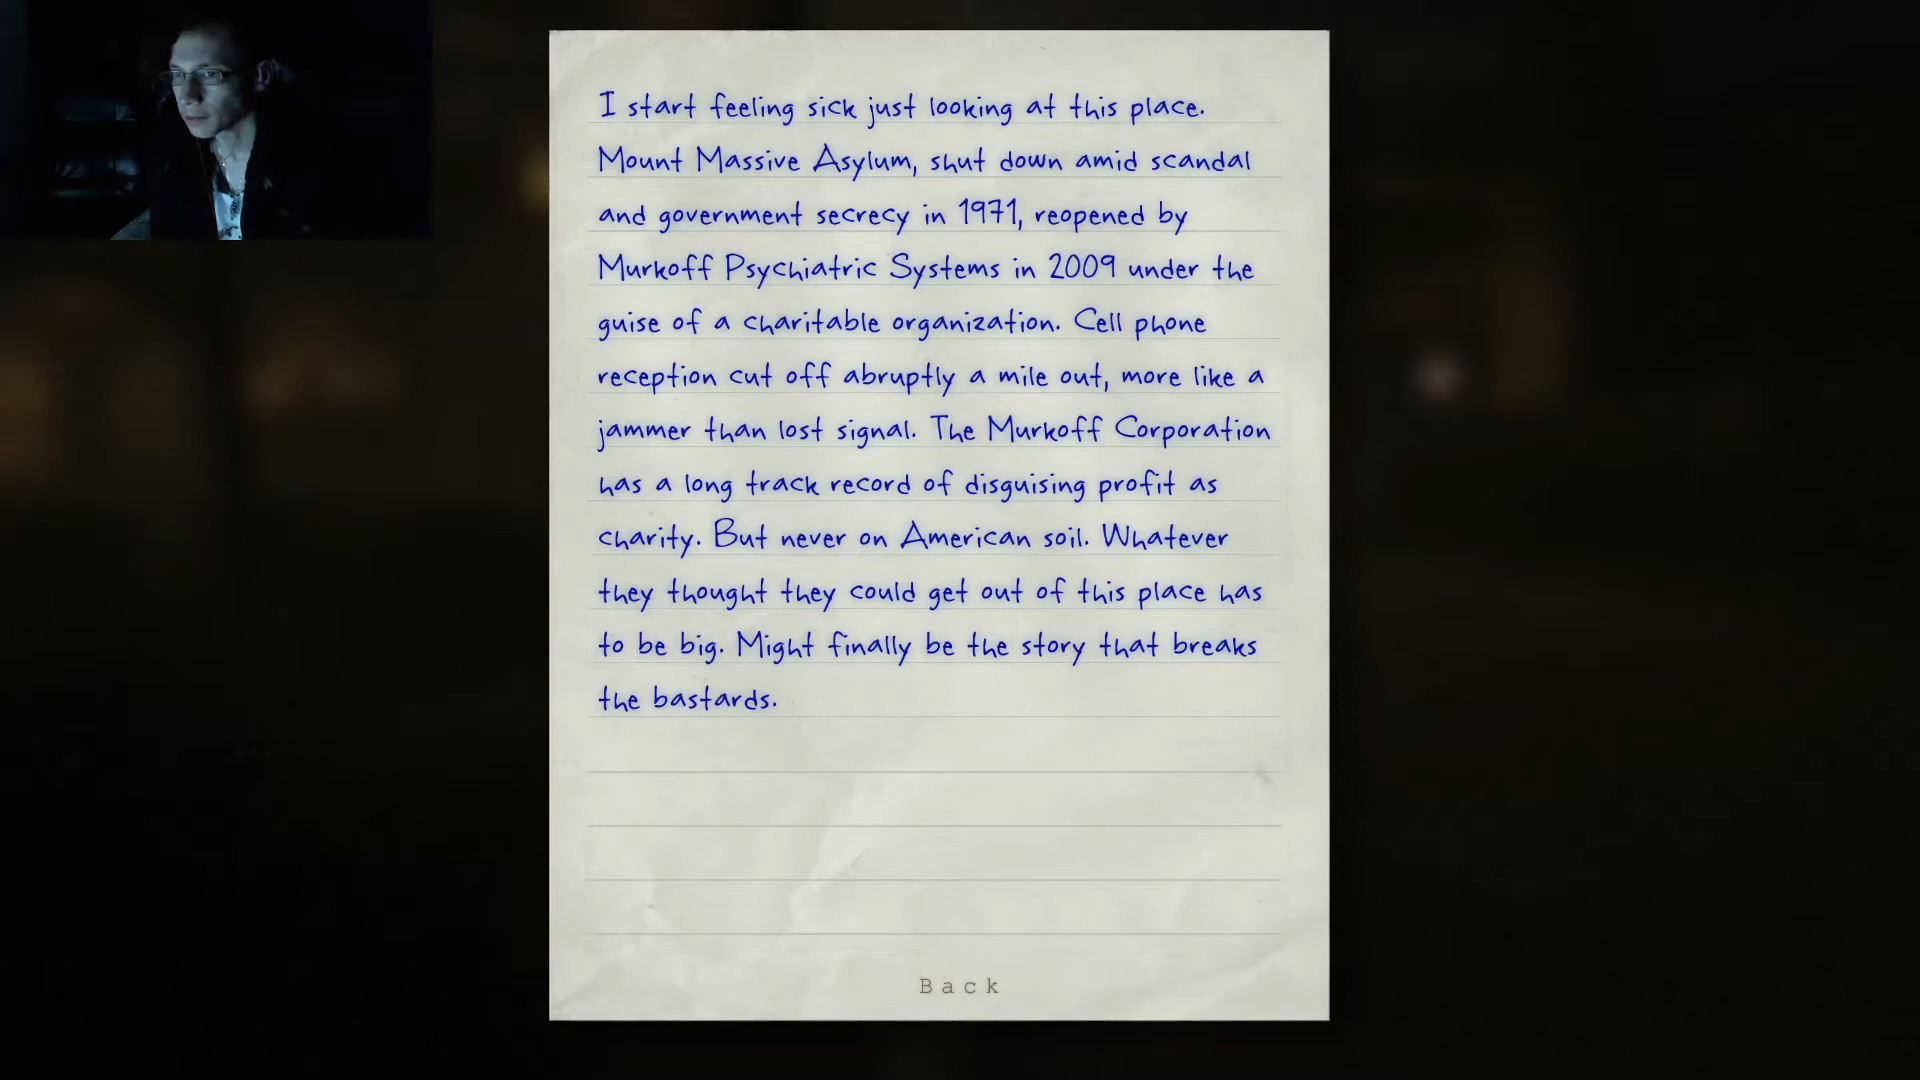 I start feeling sick just looking at this place.
Mount Massive Asylum, shut down amid scandal
and government secrecy in 1971, reopened by
Murkoff Psychiatric Systems in 2009 under the
guise of a charitable organization. Cell phone
reception cut off abruptly a mile out, more like a
jammer than lost signal. The Murkoff Corporation
has a long track record of disguising profit as
charity. But never on American soil. Whatever
they thought they could get out of this place has
to be big. Might finally be the story that breaks
the bastards.
Back